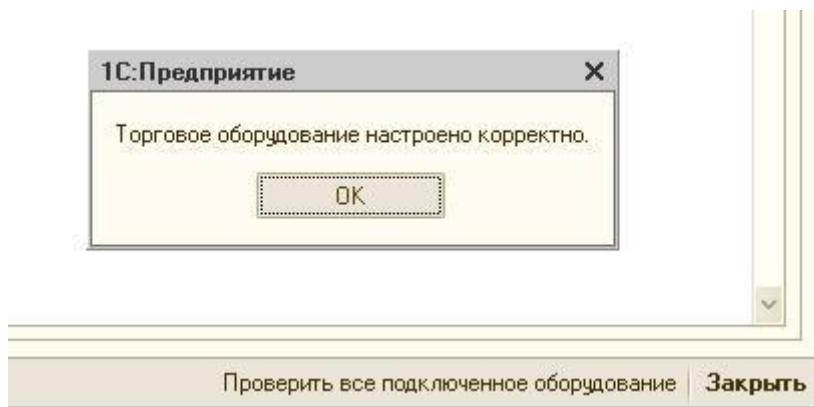 1С:Предприятие
Торговое оборудование настроено корректно.
OK
Проверить все подключенное оборудование Закрыть